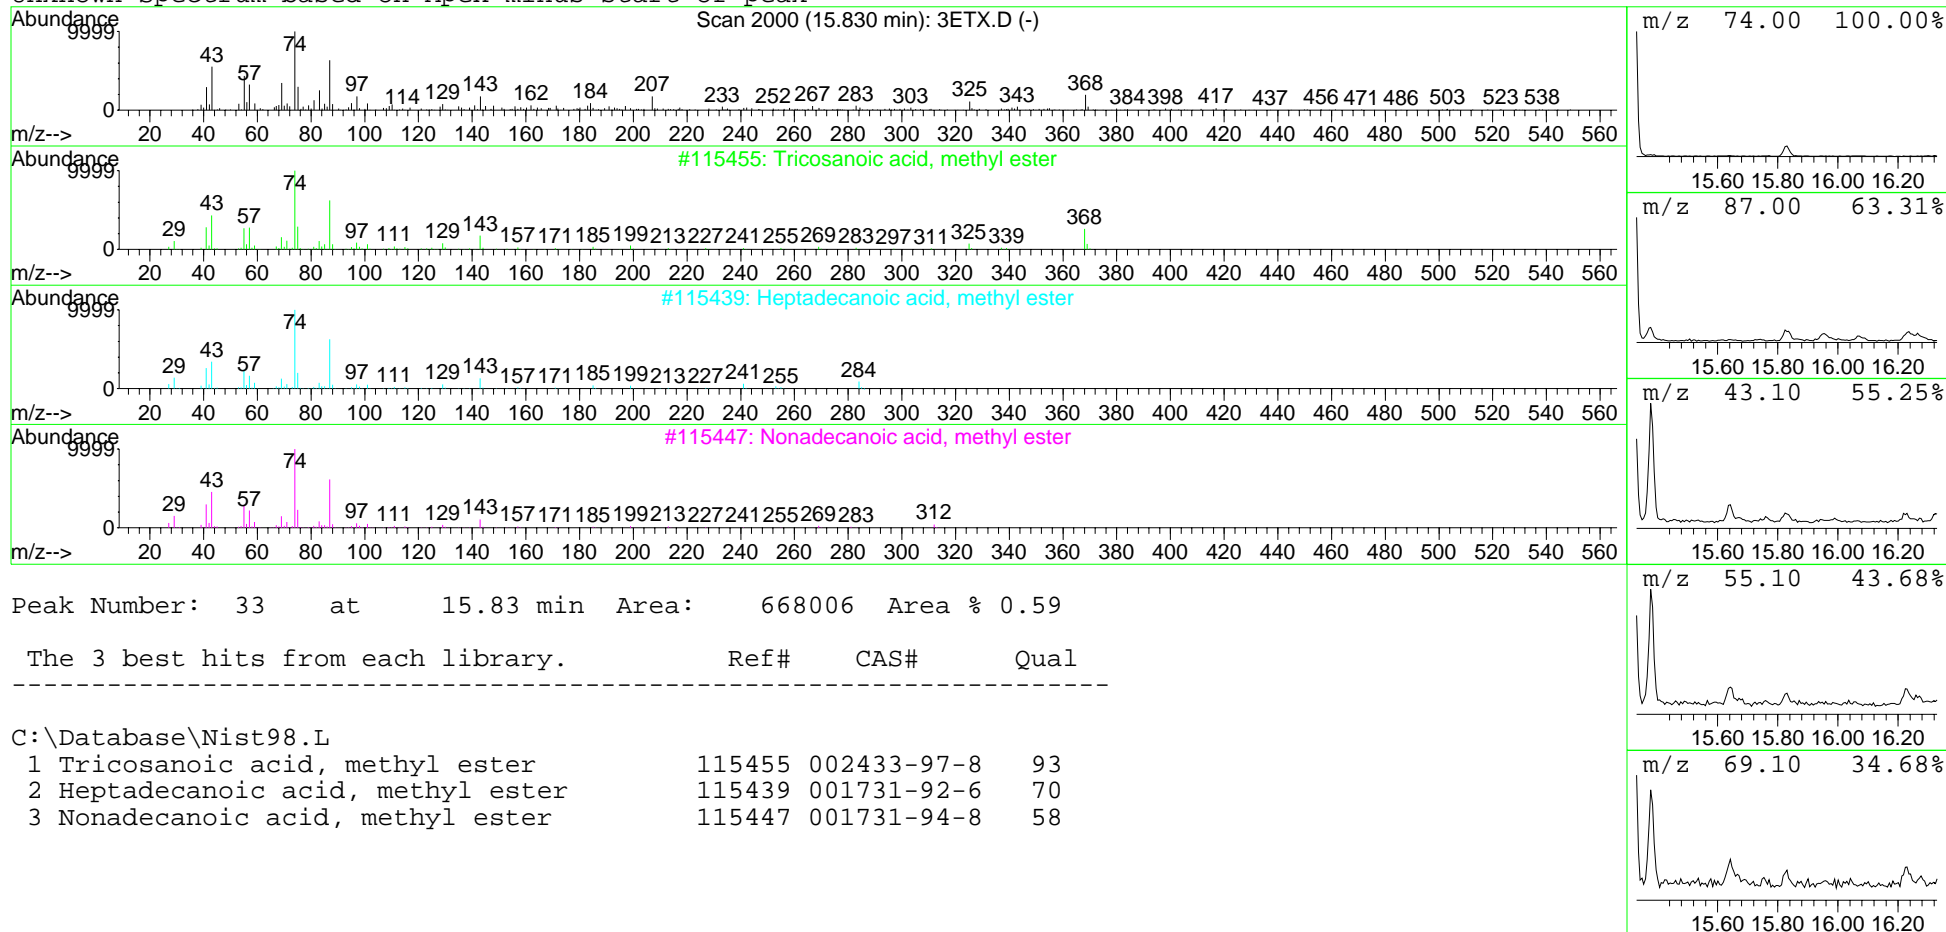 Unknown Spectrum based on Apex minus start of peak
Abundance
Scan 2000 (15.830 min): 3ETX.D (-)
9999
74
43
57
97 114 129 143 162 184 207 233 252 267 283 303 325 343 368 384 398 417 437 456 471 486 503 523 538
0
20 40 60 80 100 120 140 160 180 200 220 240 260 280 300 320 340 360 380 400 420 440 460 480 500 520 540 560
m/z-->
Abundance
#115455: Tricosanoic acid, methyl ester
9999
74
43
29 57 97 111 129 143 157 171 185 199 213 227 241 255 269 283 297 311 325 339 368
0
20 40 60 80 100 120 140 160 180 200 220 240 260 280 300 320 340 360 380 400 420 440 460 480 500 520 540 560
m/z-->
Abundance
#115439: Heptadecanoic acid, methyl ester
9999
74
43
29 57 97 111 129 143 157 171 185 199 213 227 241 255 284
0
20 40 60 80 100 120 140 160 180 200 220 240 260 280 300 320 340 360 380 400 420 440 460 480 500 520 540 560
m/z-->
Abundance
#115447: Nonadecanoic acid, methyl ester
9999
74
43
29 57 97 111 129 143 157 171 185 199 213 227 241 255 269 283 312
0
20 40 60 80 100 120 140 160 180 200 220 240 260 280 300 320 340 360 380 400 420 440 460 480 500 520 540 560
m/z-->
m/z 74.00 100.00%
15.60 15.80 16.00 16.20
m/z 87.00 63.31%
15.60 15.80 16.00 16.20
m/z 43.10 55.25%
15.60 15.80 16.00 16.20
m/z 55.10 43.68%
15.60 15.80 16.00 16.20
m/z 69.10 34.68%
15.60 15.80 16.00 16.20
Peak Number: 33 at 15.83 min Area: 668006 Area % 0.59
The 3 best hits from each library. Ref# CAS# Qual
---------------------------------------------------------------------
C:\Database\Nist98.L
1 Tricosanoic acid, methyl ester 115455 002433-97-8 93
2 Heptadecanoic acid, methyl ester 115439 001731-92-6 70
3 Nonadecanoic acid, methyl ester 115447 001731-94-8 58